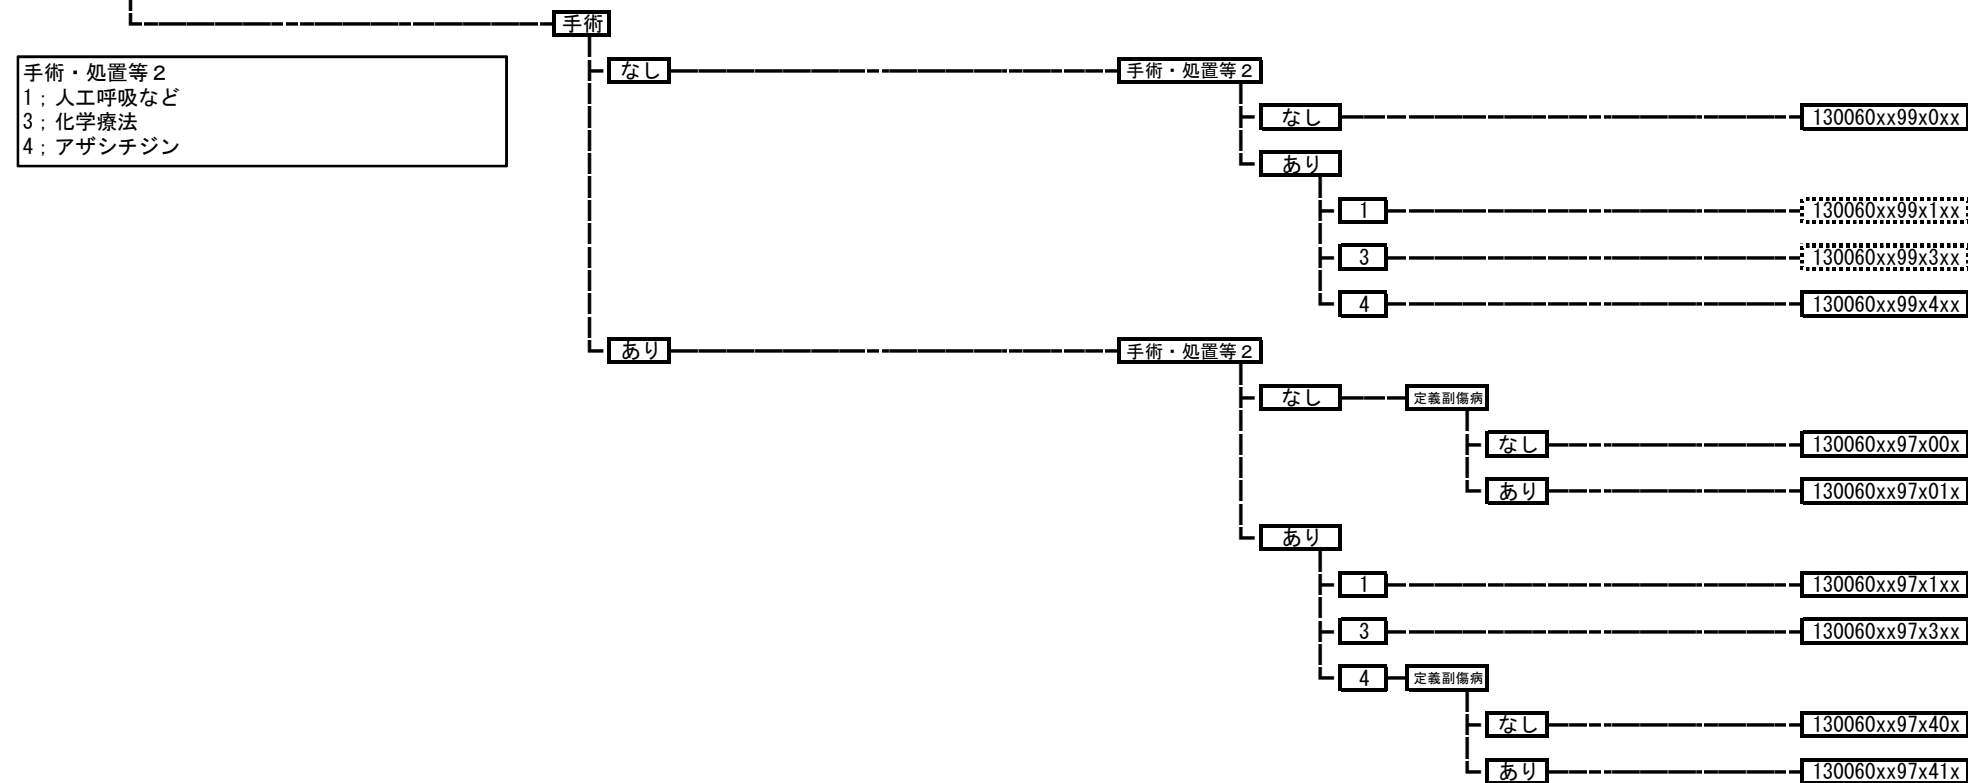 手術
手術・処置等２
1；人工呼吸など
3；化学療法
4；アザシチジン
なし
手術・処置等２
なし
130060xx99x0xx
あり
1
130060xx99x1xx
3
130060xx99x3xx
4
130060xx99x4xx
あり
手術・処置等２
なし
定義副傷病
なし
130060xx97x00x
あり
130060xx97x01x
あり
1
130060xx97x1xx
3
130060xx97x3xx
4
定義副傷病
なし
130060xx97x40x
あり
130060xx97x41x